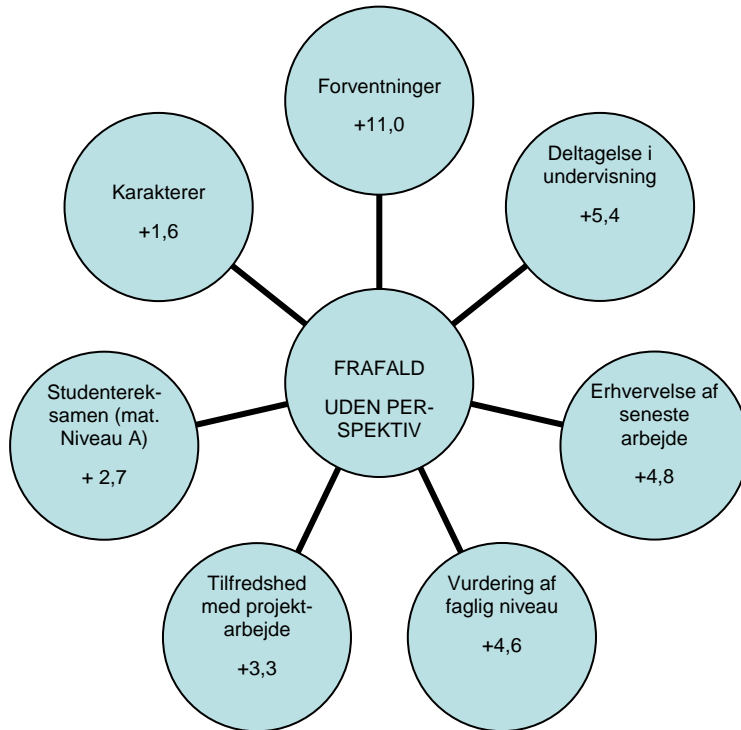 Forventninger
+11,0
Deltagelse i
undervisning
+5,4
Erhvervelse af
seneste
arbejde
+4,8
Vurdering af
faglig niveau
+4,6
Tilfredshed
med projekt-
arbejde
+3,3
Studenterek-
samen (mat.
Niveau A)
+ 2,7
Karakterer
+1,6
FRAFALD
UDEN PER-
SPEKTIV